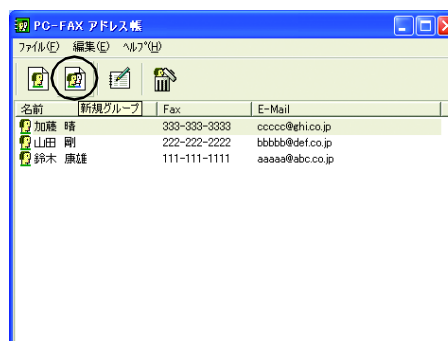 PC-FAX アドレス帳
ファイル(F) 編集(E) ヘルプ(H)
新規グループ
名前 Fax E-Mail
加藤 晴 333-333-3333 ccccc@ghi.co.jp
山田 剛 222-222-2222 bbbbb@def.co.jp
鈴木 康雄 111-111-1111 aaaaa@abc.co.jp